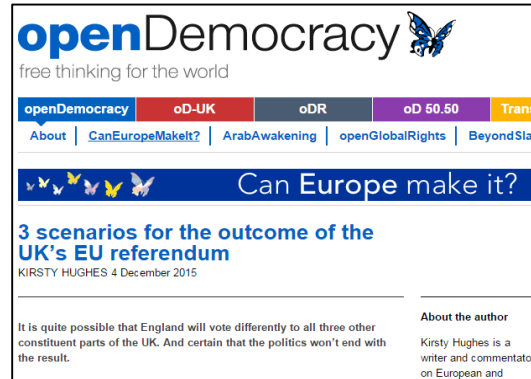 openDemocracy
free thinking for the world
openDemocracy oD-UK oDR oD 50.50
About CanEuropeMakeIt? ArabAwakening openGlobalRights
Can Europe make it?
3 scenarios for the outcome of the
UK's EU referendum
KIRSTY HUGHES 4 December 2015
It is quite possible that England will vote differently to all three other
constituent parts of the UK. And certain that the politics won't end with
the result.
About the author
Kirsty Hughes is a
writer and commentato
on European and